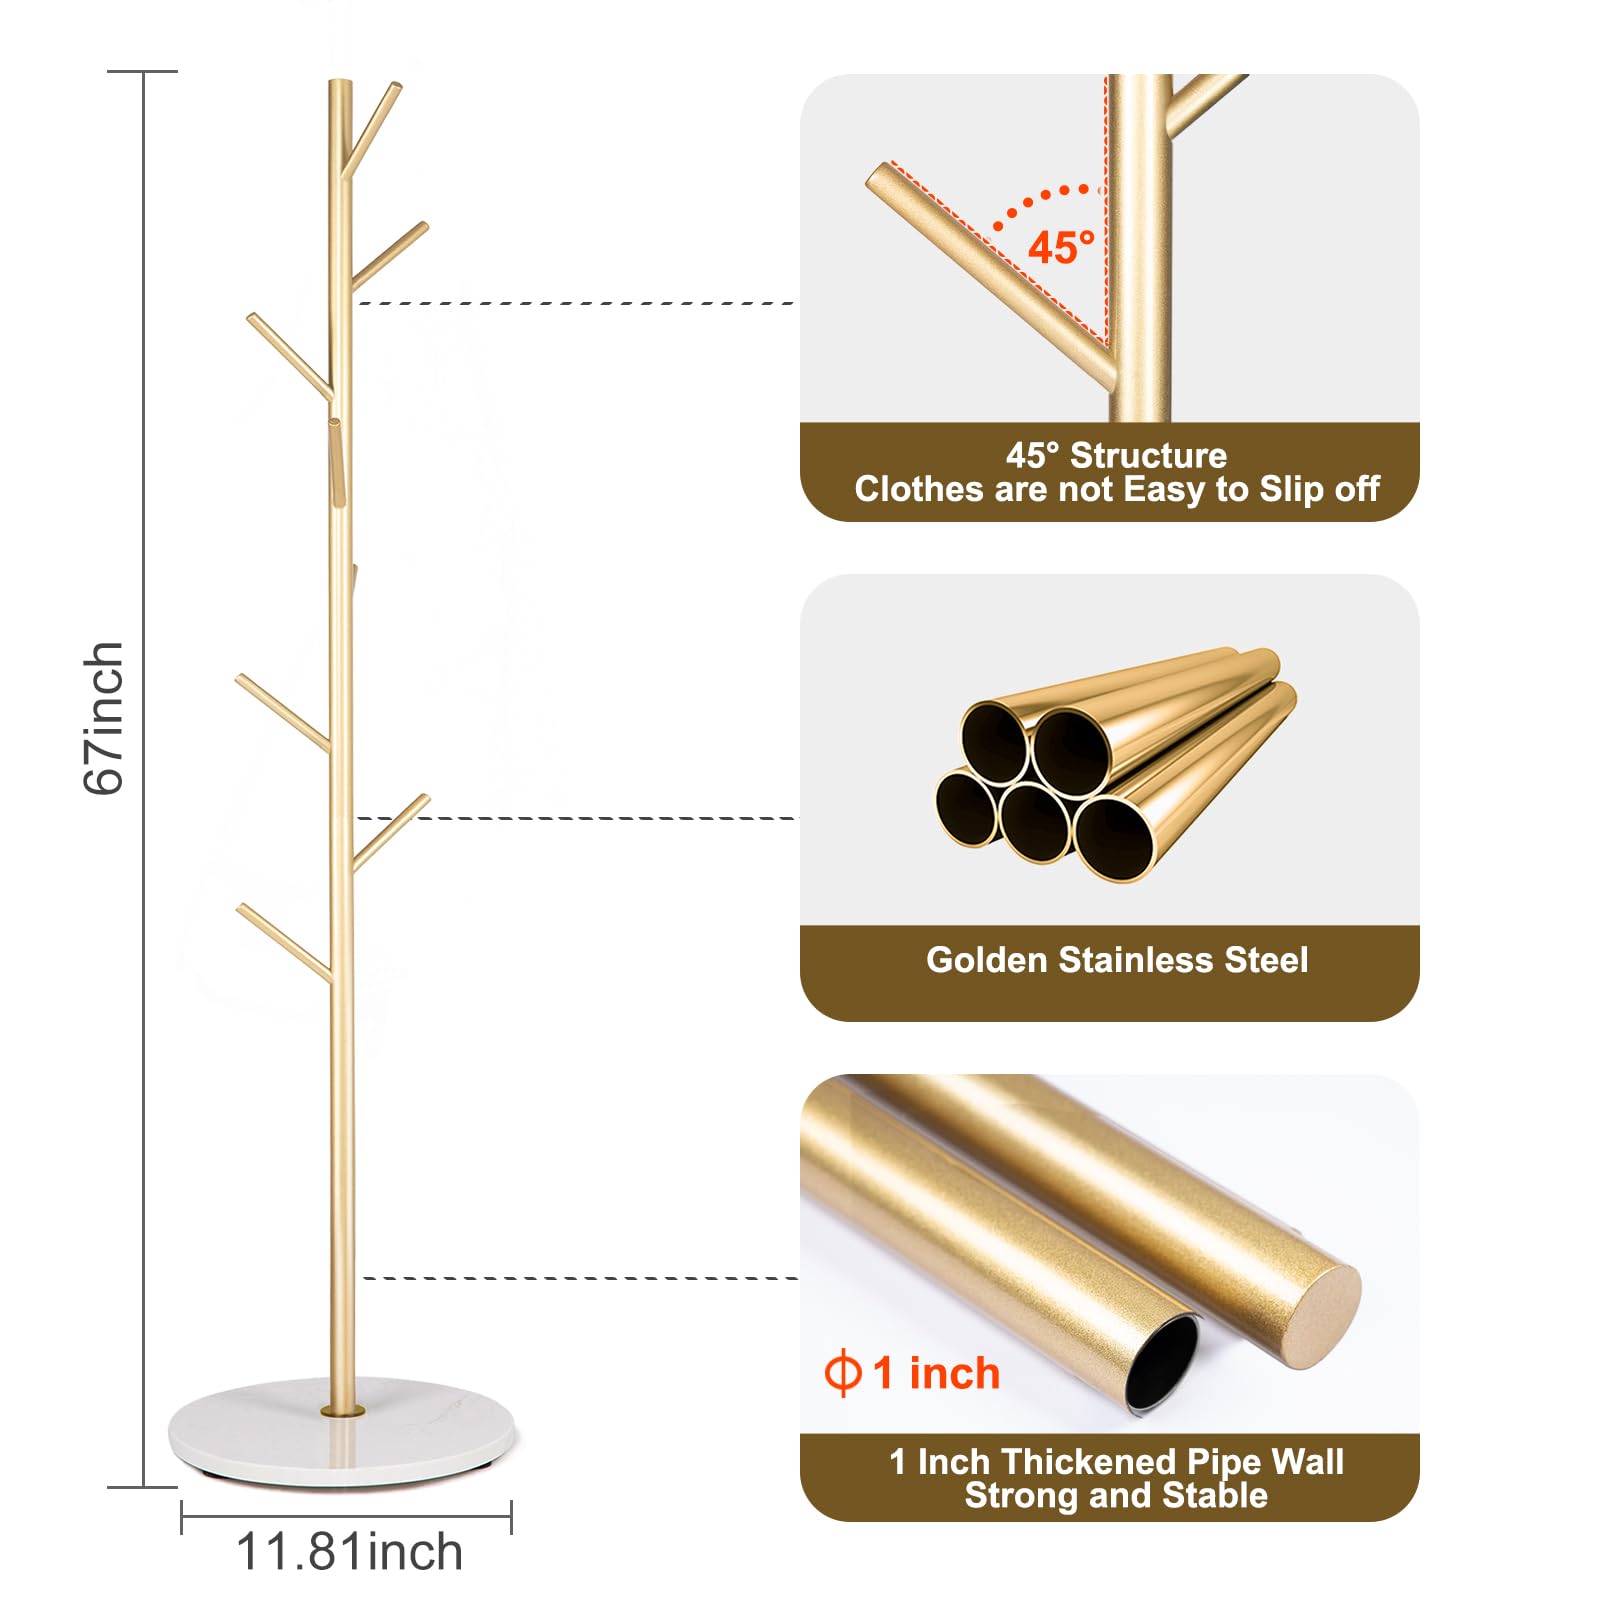 67inch
11.81inch
45°
45° Structure
Clothes are not Easy to Slip off
Golden Stainless Steel
Φ 1 inch
1 Inch Thickened Pipe Wall
Strong and Stable